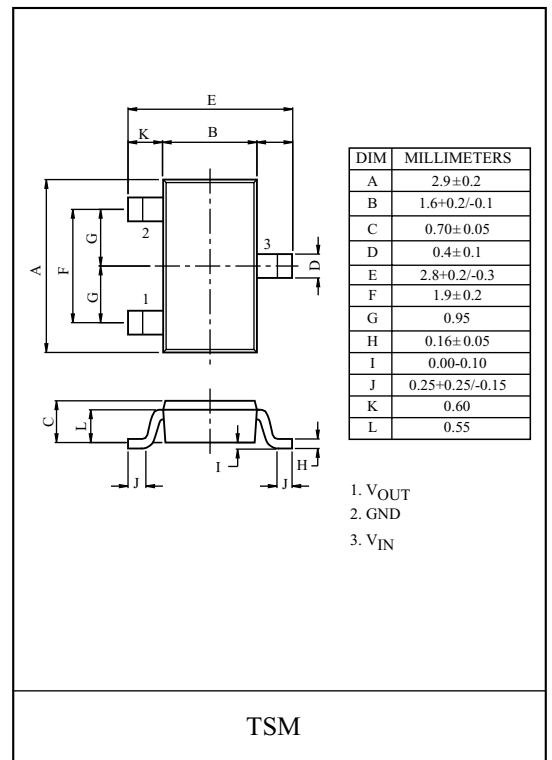 E
K
B
A
F
G
G
2
1
3
D
C
L
J
I
H
J
DIM MILLIMETERS
A 2.9±0.2
B 1.6+0.2/-0.1
C 0.70±0.05
D 0.4±0.1
E 2.8+0.2/-0.3
F 1.9±0.2
G 0.95
H 0.16±0.05
I 0.00-0.10
J 0.25+0.25/-0.15
K 0.60
L 0.55
1. VOUT
2. GND
3. VIN
TSM